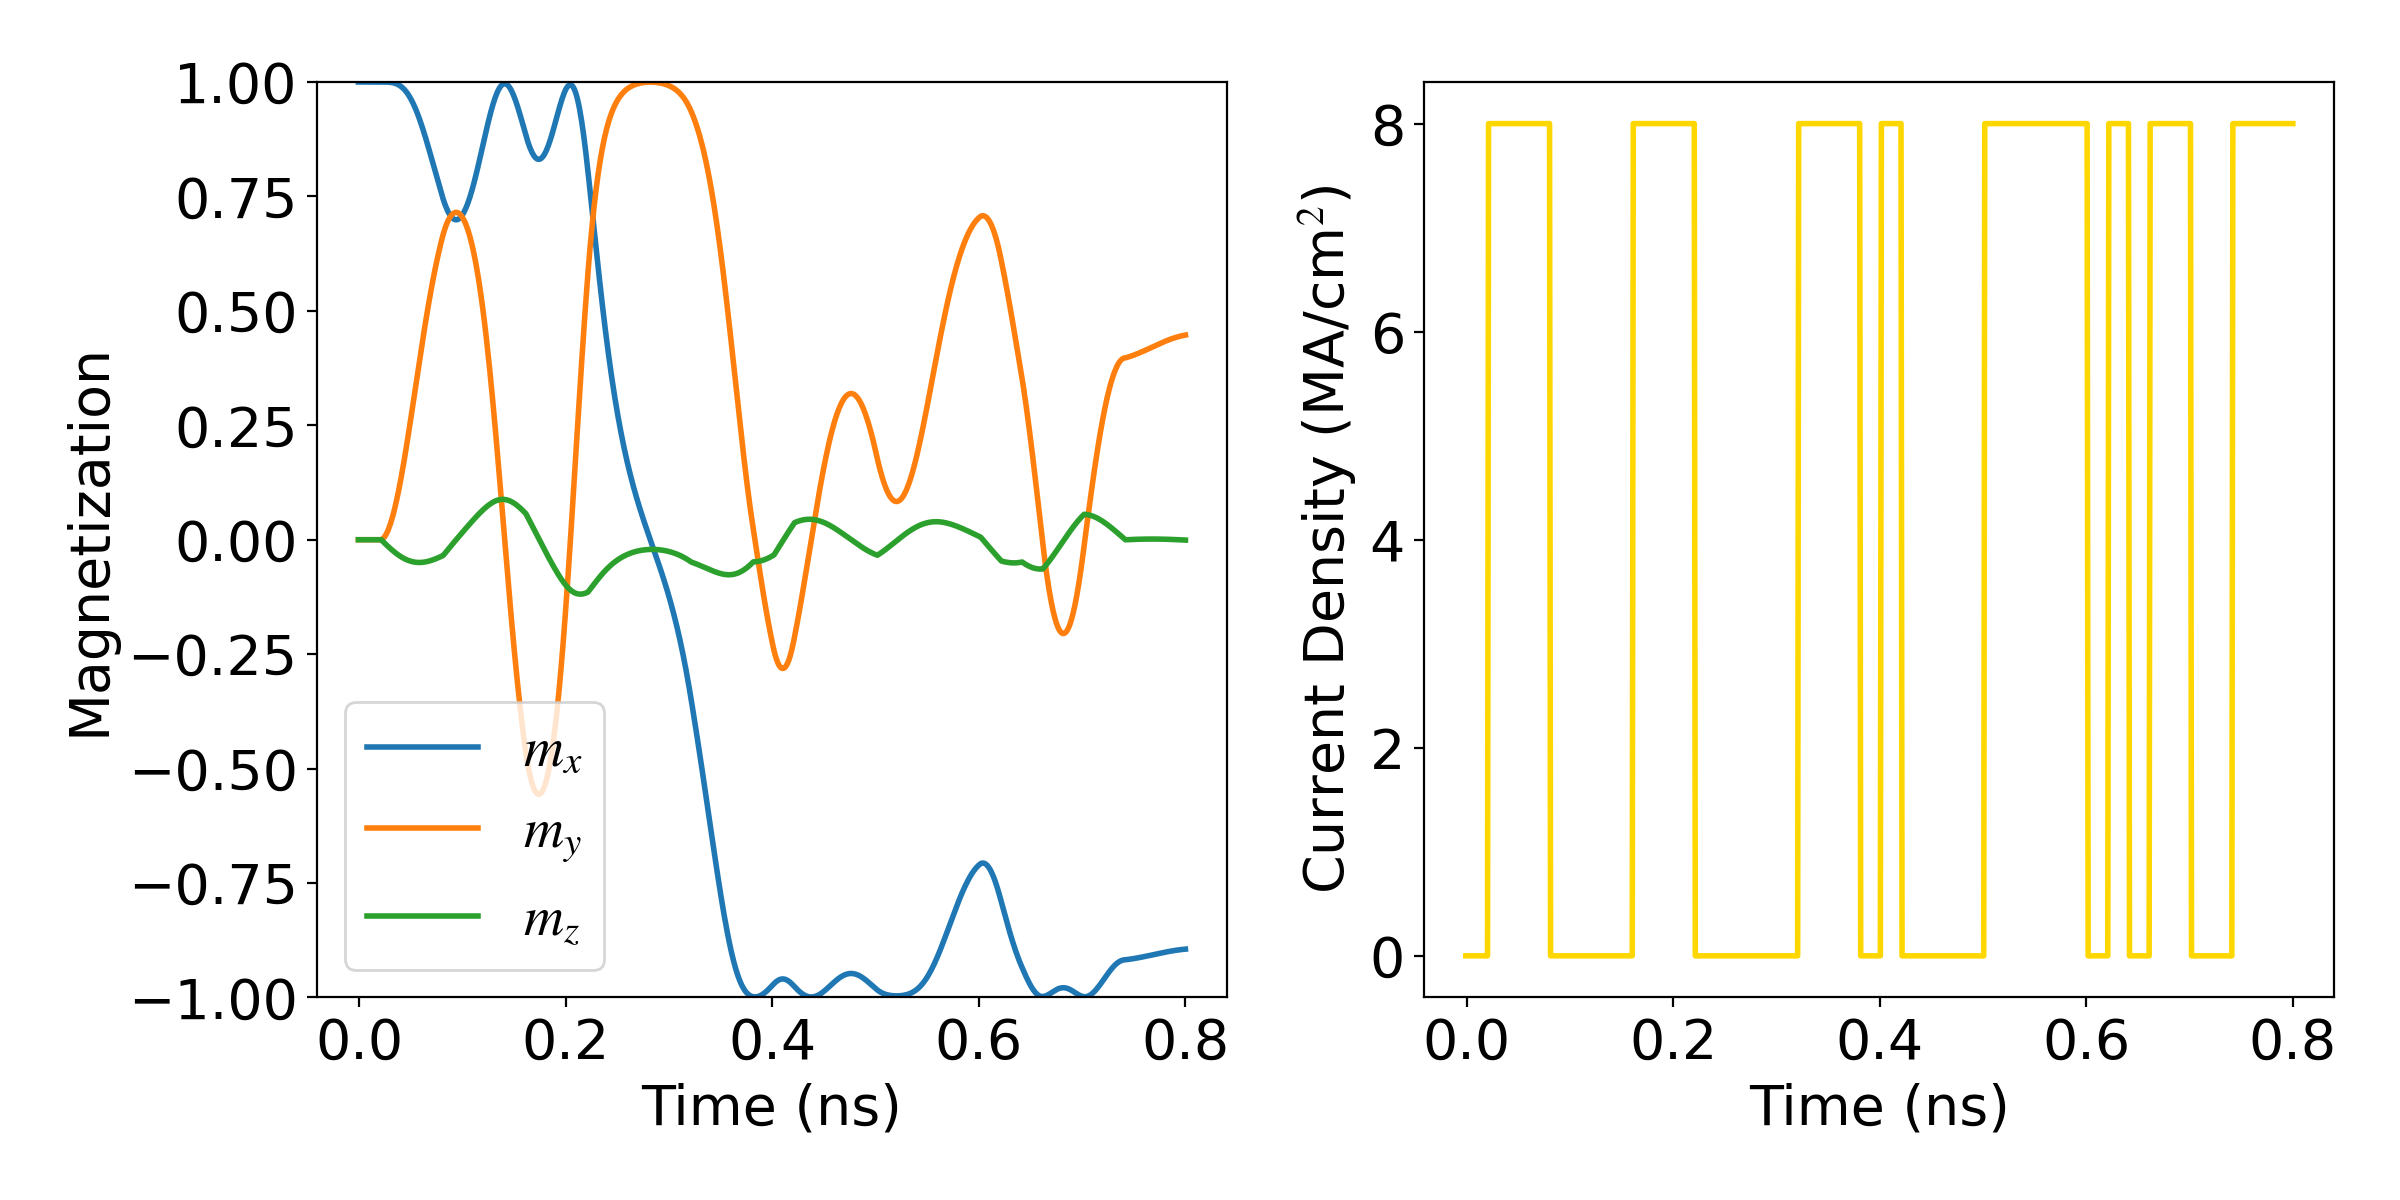 1.00
0.75
0.50
0.25
0.00
−0.25
−0.50
−0.75
−1.00
Magnetization
m_x
m_y
m_z
0.0 0.2 0.4 0.6 0.8
Time (ns)
8
6
4
2
0
Current Density (MA/cm²)
0.0 0.2 0.4 0.6 0.8
Time (ns)